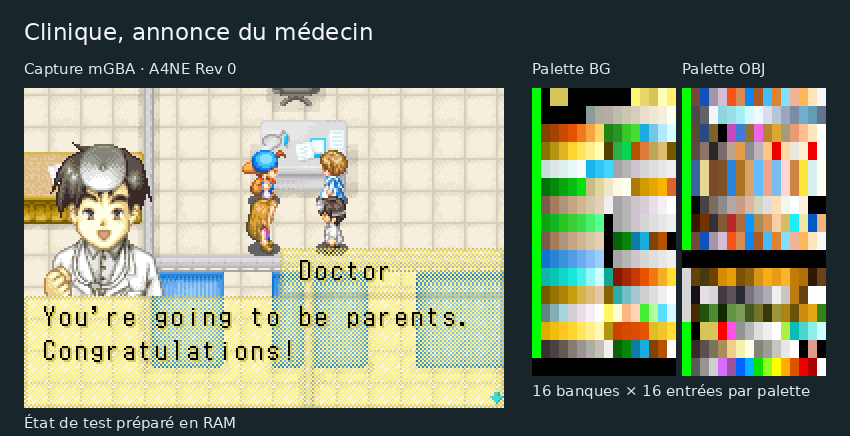 Clinique, annonce du médecin
Capture mGBA · A4NE Rev 0
Palette BG
Palette OBJ
Doctor
You're going to be parents.
Congratulations!
16 banques × 16 entrées par palette
État de test préparé en RAM